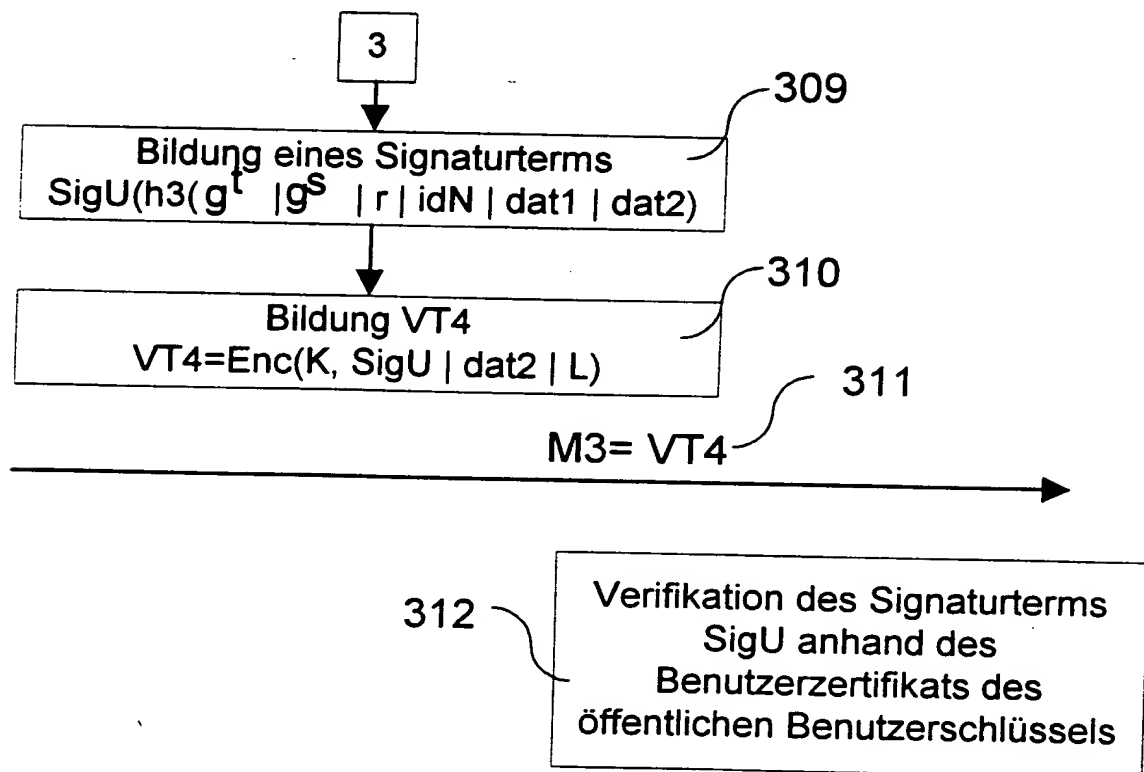 3
309
Bildung eines Signaturterms
SigU(h3(g^t |g^s | r | idN | dat1 | dat2)
310
Bildung VT4
VT4=Enc(K, SigU | dat2 | L)
311
M3= VT4
312
Verifikation des Signaturterms
SigU anhand des
Benutzerzertifikats des
öffentlichen Benutzerschlüssels